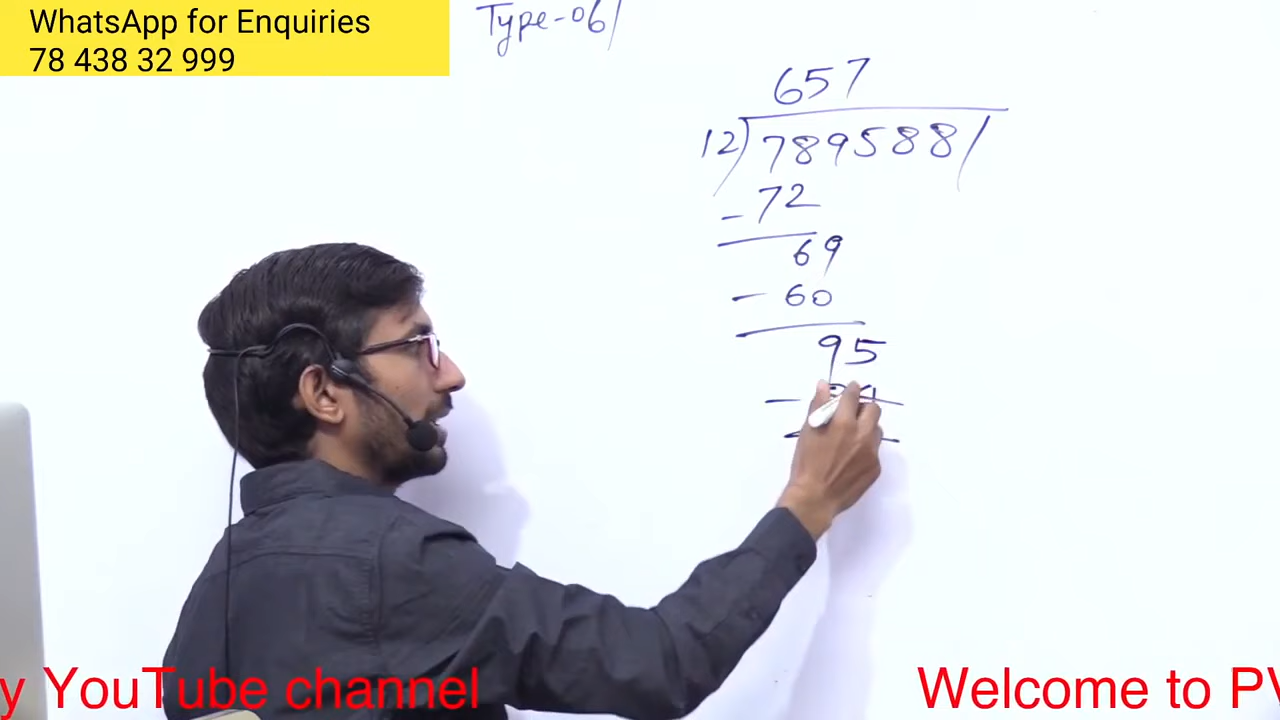 WhatsApp for Enquiries
78 438 32 999
Type-06/
657
12)789588/
-72
69
-60
95
y YouTube channel
Welcome to PV